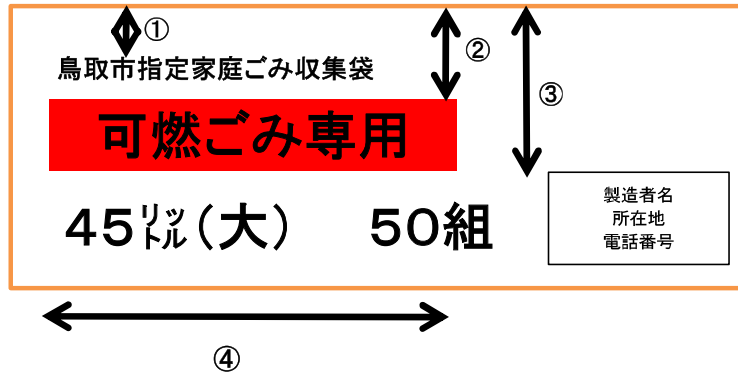 ①
②
③
鳥取市指定家庭ごみ収集袋
可燃ごみ専用
45リットル(大) 50組
製造者名
所在地
電話番号
④